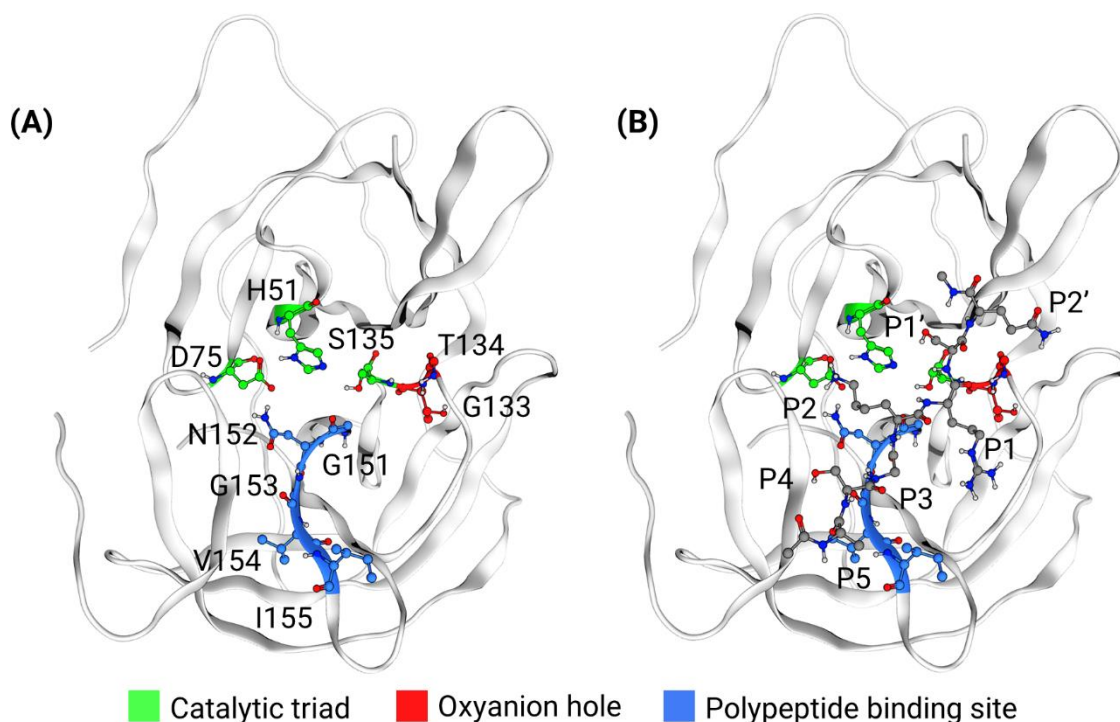 (A)
H51
S135
T134
D75
G133
N152
G151
G153
V154
I155
(B)
P1’
P2’
P2
P1
P4
P3
P5
Catalytic triad
Oxyanion hole
Polypeptide binding site